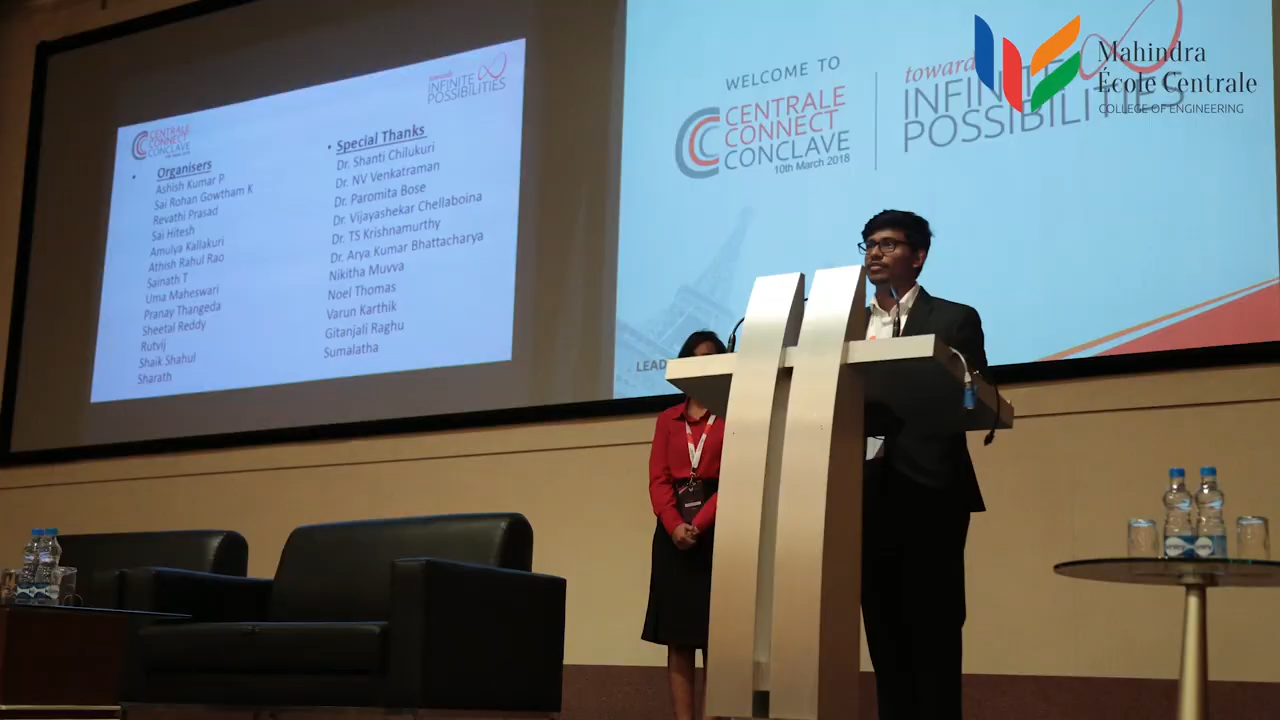 CENTRALE
CONNECT
CONCLAVE
towards
INFINITE
POSSIBILITIES
Organisers
Ashish Kumar P
Sai Rohan Gowtham K
Revathi Prasad
Sai Hitesh
Amulya Kallakuri
Athish Rahul Rao
Sainath T
Uma Maheswari
Pranay Thangeda
Sheetal Reddy
Rutvij
Shaik Shahul
Sharath
Special Thanks
Dr. Shanti Chilukuri
Dr. NV Venkatraman
Dr. Paromita Bose
Dr. Vijayashekar Chellaboina
Dr. TS Krishnamurthy
Dr. Arya Kumar Bhattacharya
Nikitha Muvva
Noel Thomas
Varun Karthik
Gitanjali Raghu
Sumalatha
WELCOME TO
CENTRALE
CONNECT
CONCLAVE
10th March 2018
towards
INFINITE
POSSIBILITIES
LEAD
Mahindra
École Centrale
COLLEGE OF ENGINEERING